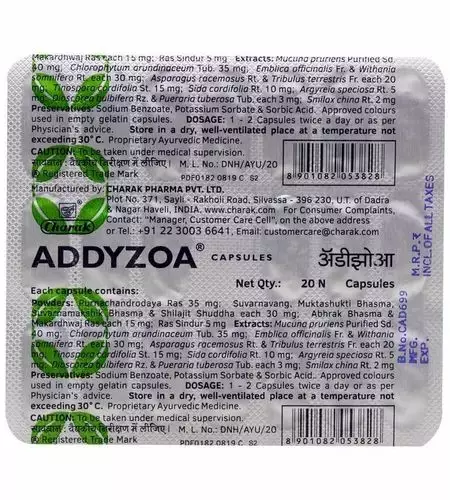 Makardhwaj Ras each 15 mg; Ras Sindur 5 mg Extracts: Mucuna pruriens Purified Sd.
40 mg; Chlorophytum arundinaceum Tub. 35 mg; Emblica officinalis Fr. & Withania
somnifera Rt. each 30 mg; Asparagus racemosus Rt. & Tribulus terrestris Fr. each 20
cordifolia St. 15 mg; Sida cordifolia Rt. 10 mg; Argyreia speciosa Rt. 5
Rz. & Pueraria tuberosa Tub. each 3 mg; Smilax china Rt. 2 mg
Preservatives: Sodium Benzoate, Potassium Sorbate & Sorbic Acid. Approved colour
used in empty gelatin capsules. DOSAGE: 1 - 2 Capsules twice a day or as per
Physician's advice. Store in a dry, well-ventilated place at a temperature not
exceeding 30°C. Proprietary Ayurvedic Medicine.
CAUTION: To be taken under medical supervision.
सावधान: वैद्यकीय निरीक्षण में लीजिए। M. L. No.: DNH/AYU/20
® Registered Trade Mark PDF0182 0819 C S2
8 901082 053828
Manufactured by: CHARAK PHARMA PVT. LTD.
Plot No. 371, Sayli - Rakholi Road, Silvassa - 396 230, U.T. of Dadra
& Nagar Haveli, INDIA. www.charak.com For Consumer Complaints,
Contact: "Manager, Customer Care Cell", on the above address
or Tel.: +91 22 3003 6641, Email: customercare@charak.com
Charak
ADDYZOA® CAPSULES ॲडीझोआ
Net Qty.: 20 N Capsules
B.No.CAD699 M.R.P.₹
MFG. INCL.OF ALL TAXES
EXP.
Each capsule contains:
Powders: Purnachandrodaya Ras 35 mg; Suvarnavang, Muktashukti Bhasma,
Bhasma & Shilajit Shuddha each 30 mg; Abhrak Bhasma &
Makardhwaj Ras each 15 mg; Ras Sindur 5 mg Extracts: Mucuna pruriens Purified Sd.
40 mg; Chlorophytum arundinaceum Tub. 35 mg; Emblica officinalis Fr. & Withania
somnifera Rt. each 30 mg; Asparagus racemosus Rt. & Tribulus terrestris Fr. each 20
cordifolia St. 15 mg; Sida cordifolia Rt. 10 mg; Argyreia speciosa Rt. 5
Rz. & Pueraria tuberosa Tub. each 3 mg; Smilax china Rt. 2 mg
Preservatives: Sodium Benzoate, Potassium Sorbate & Sorbic Acid. Approved colour
used in empty gelatin capsules. DOSAGE: 1 - 2 Capsules twice a day or as per
Physician's advice. Store in a dry, well-ventilated place at a temperature not
exceeding 30°C. Proprietary Ayurvedic Medicine.
CAUTION: To be taken under medical supervision.
सावधान: वैद्यकीय निरीक्षण में लीजिए। M. L. No.: DNH/AYU/20
® Registered Trade Mark PDF0182 0819 C S2
8 901082 053828